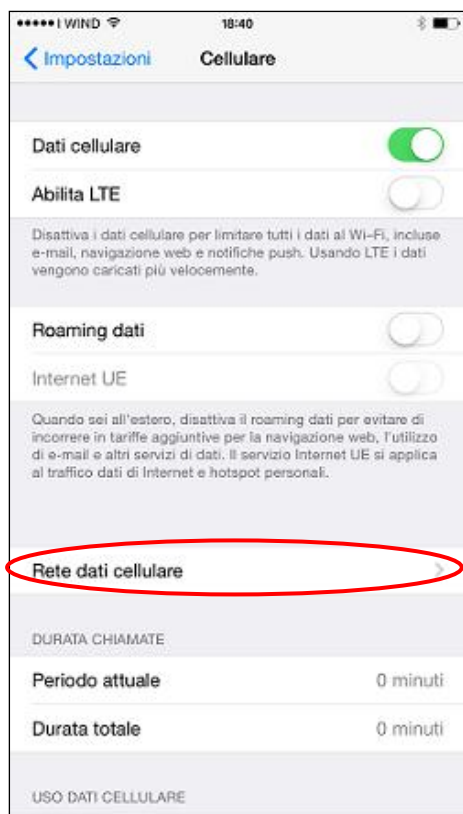 I WIND 18:40
Impostazioni Cellulare
Dati cellulare
Abilita LTE
Disattiva i dati cellulare per limitare tutti i dati al Wi-Fi, incluse
e-mail, navigazione web e notifiche push. Usando LTE i dati
vengono caricati più velocemente.
Roaming dati
Internet UE
Quando sei all'estero, disattiva il roaming dati per evitare di
incorrere in tariffe aggiuntive per la navigazione web, l'utilizzo
di e-mail e altri servizi di dati. Il servizio Internet UE si applica
al traffico dati di Internet e hotspot personali.
Rete dati cellulare
DURATA CHIAMATE
Periodo attuale 0 minuti
Durata totale 0 minuti
USO DATI CELLULARE